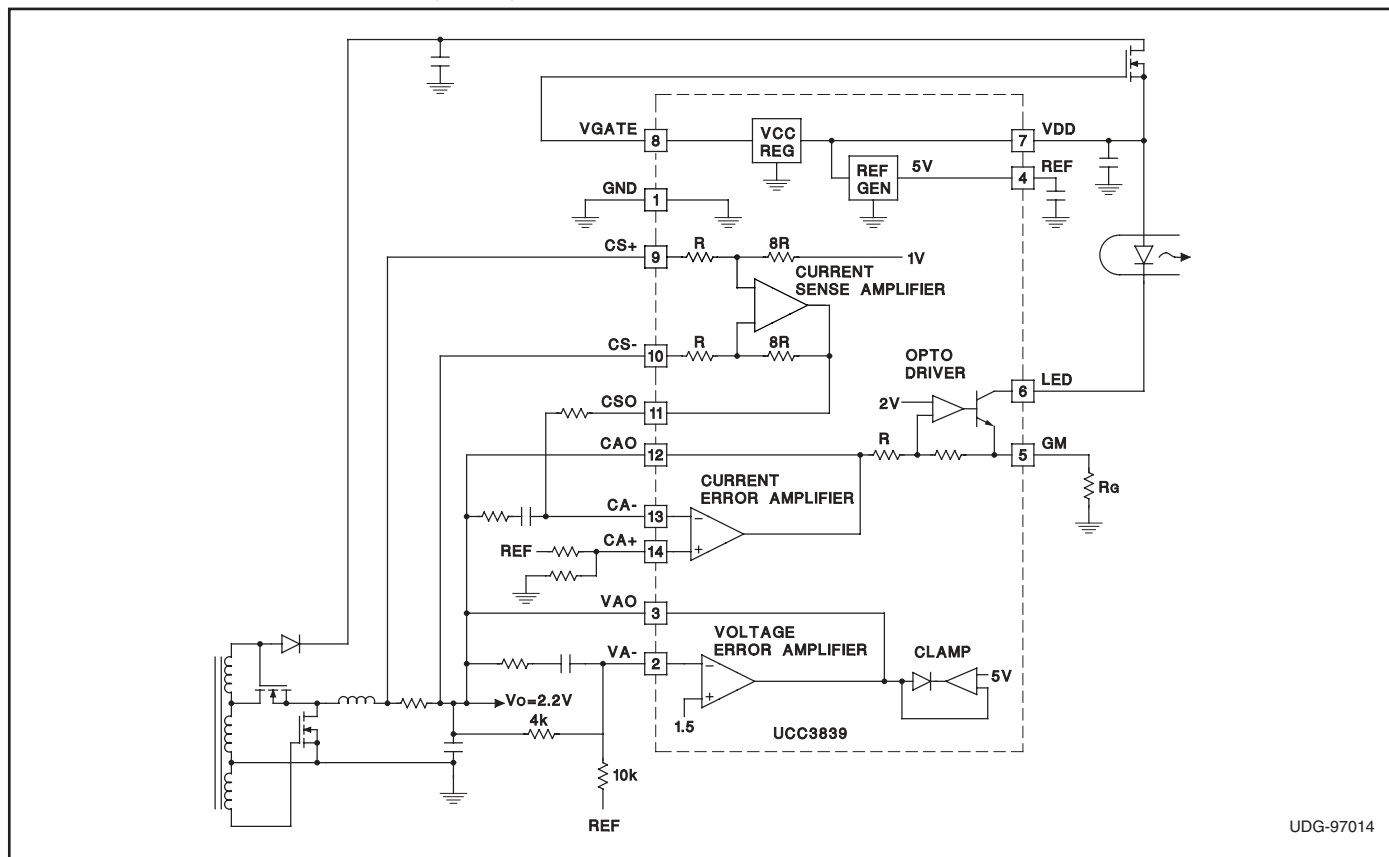 VGATE
8
VCC
REG
7
VDD
REF
GEN
5V
4
REF
GND
1
CS+
9
R
8R
1V
CURRENT
SENSE AMPLIFIER
CS-
10
R
8R
OPTO
DRIVER
6
LED
CSO
11
2V
CAO
12
R
5
GM
RG
CURRENT
ERROR AMPLIFIER
CA-
13
-
CA+
14
+
REF
VAO
3
VOLTAGE
ERROR AMPLIFIER
CLAMP
VA-
2
-
+
5V
1.5
UCC3839
Vo=2.2V
4k
10k
REF
UDG-97014